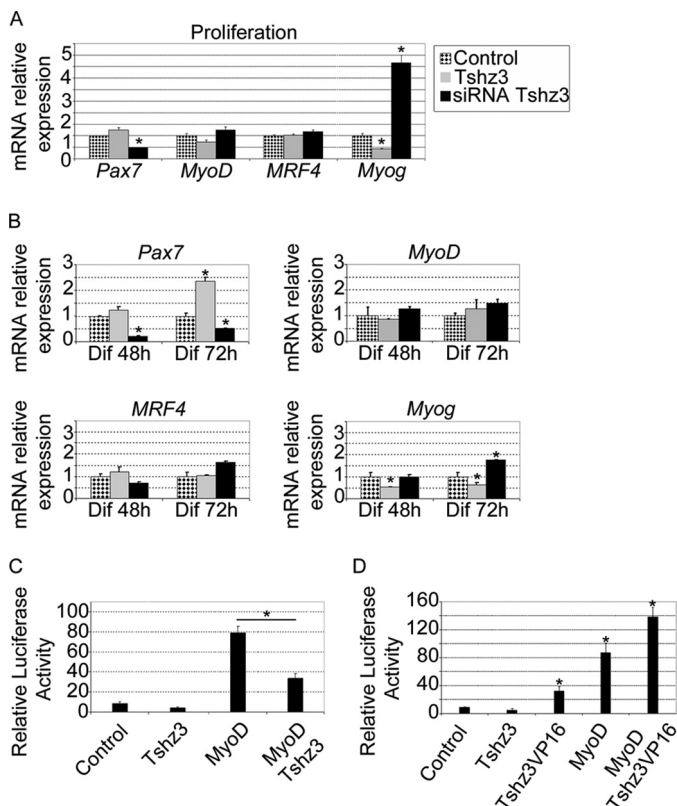 A
Proliferation
mRNA relative
expression
5
4
3
2
1
0
*
*
*
Pax7 MyoD MRF4 Myog
Control
Tshz3
siRNA Tshz3
B
Pax7
mRNA relative
expression
3
2
1
0
*
*
*
Dif 48h Dif 72h
MyoD
mRNA relative
expression
3
2
1
0
Dif 48h Dif 72h
MRF4
mRNA relative
expression
3
2
1
0
Dif 48h Dif 72h
Myog
mRNA relative
expression
3
2
1
0
*
*
*
Dif 48h Dif 72h
C
Relative Luciferase
Activity
100
80
60
40
20
0
*
Control
Tshz3
MyoD
MyoD
Tshz3
D
Relative Luciferase
Activity
160
120
80
40
0
*
*
*
Control
Tshz3
Tshz3VP16
MyoD
MyoD
Tshz3VP16